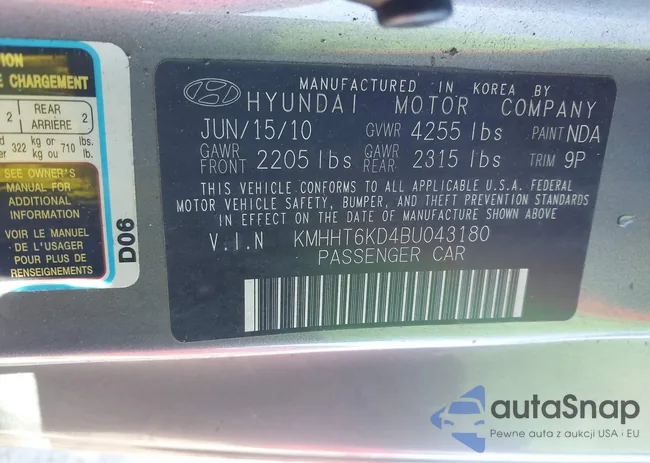 ION
E CHARGEMENT
2 REAR ARRIÈRE 2
322 kg or ou 710 lbs. lb.
SEE OWNER'S
MANUAL FOR
ADDITIONAL
INFORMATION
VOIR LE MANUEL
DE L'USAGER
POUR PLUS DE
RENSEIGNEMENTS
D06
MANUFACTURED IN KOREA BY
HYUNDAI MOTOR COMPANY
JUN/15/10 GVWR 4255 lbs PAINT NDA
GAWR FRONT 2205 lbs GAWR REAR 2315 lbs TRIM 9P
THIS VEHICLE CONFORMS TO ALL APPLICABLE U.S.A. FEDERAL
MOTOR VEHICLE SAFETY, BUMPER, AND THEFT PREVENTION STANDARDS
IN EFFECT ON THE DATE OF MANUFACTURE SHOWN ABOVE
V.I.N KMHHT6KD4BU043180
PASSENGER CAR
autaSnap
Pewne auta z aukcji USA i EU